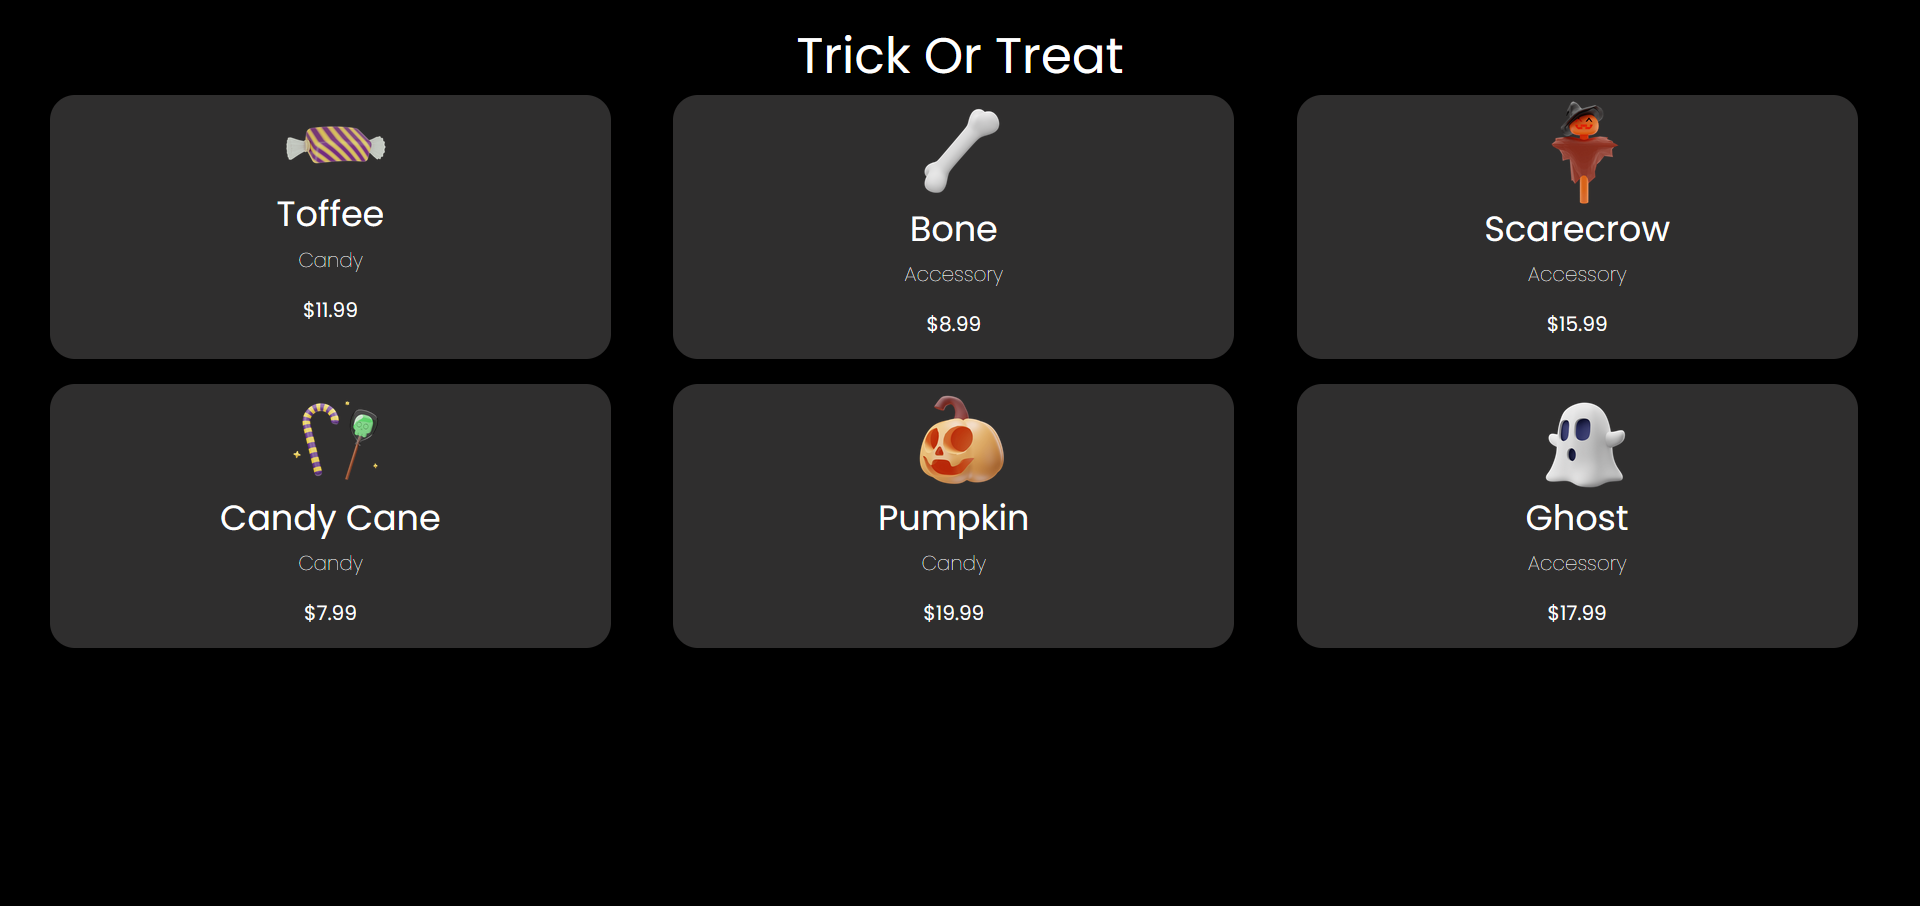 Trick Or Treat
Toffee
Candy
$11.99
Bone
Accessory
$8.99
Scarecrow
Accessory
$15.99
Candy Cane
Candy
$7.99
Pumpkin
Candy
$19.99
Ghost
Accessory
$17.99